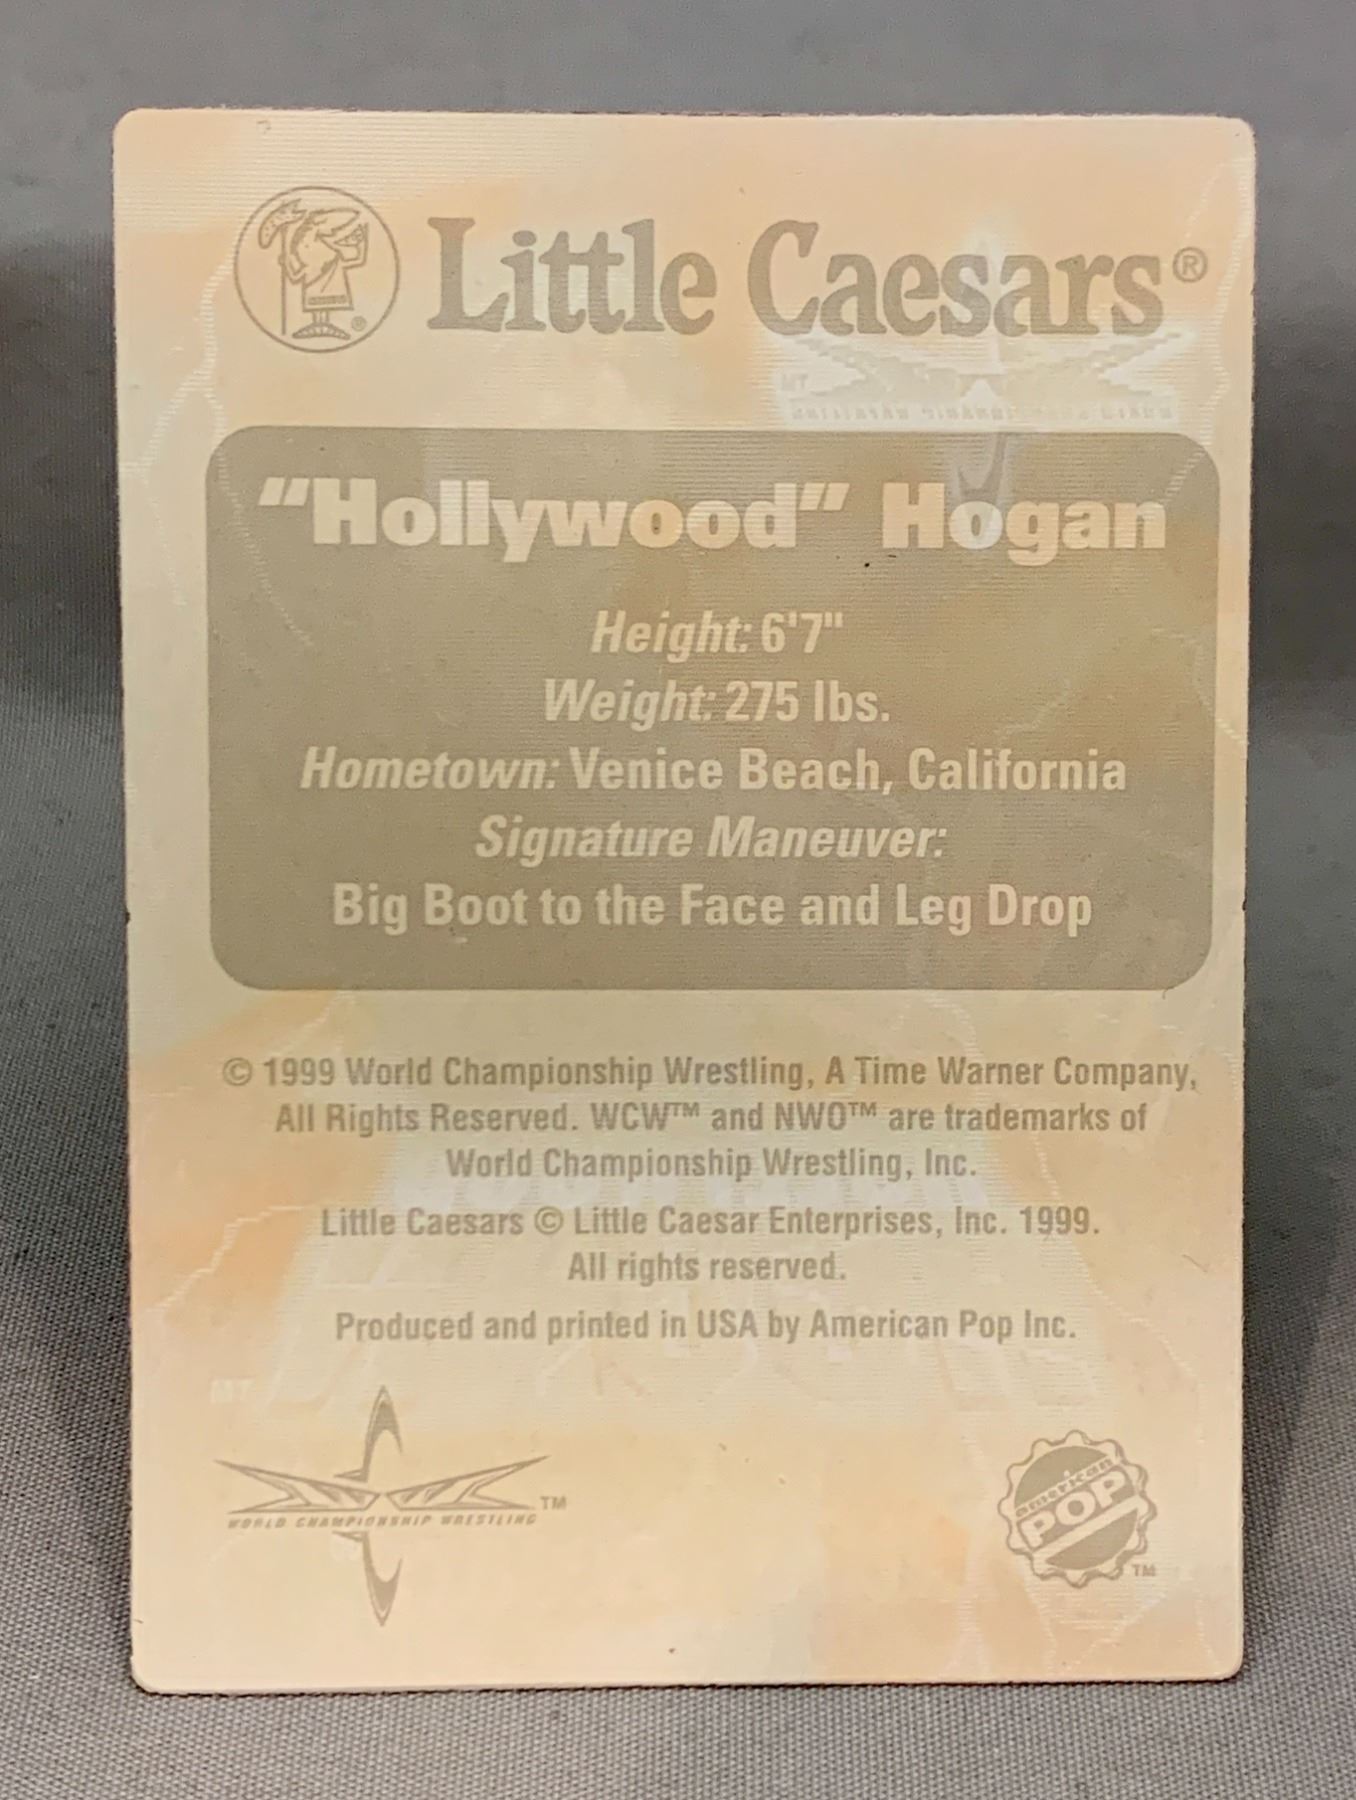 Little Caesars®
"Hollywood" Hogan
Height: 6'7"
Weight: 275 lbs.
Hometown: Venice Beach, California
Signature Maneuver:
Big Boot to the Face and Leg Drop
© 1999 World Championship Wrestling, A Time Warner Company,
All Rights Reserved. WCW™ and NWO™ are trademarks of
World Championship Wrestling, Inc.
Little Caesars © Little Caesar Enterprises, Inc. 1999.
All rights reserved.
Produced and printed in USA by American Pop Inc.
WORLD CHAMPIONSHIP WRESTLING ™
american
POP
™